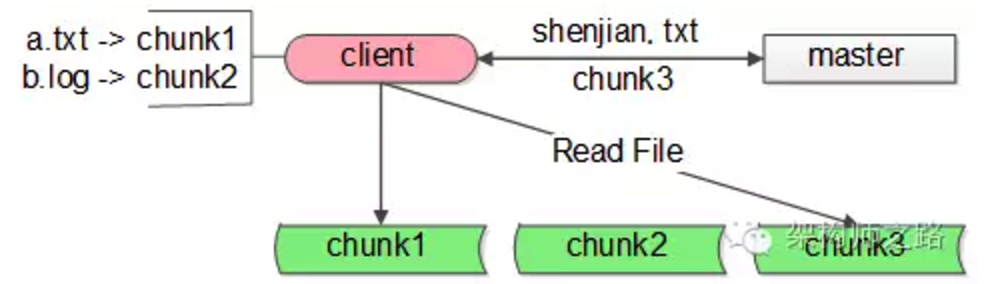 a.txt -> chunk1
b.log -> chunk2
client
shenjian, txt
chunk3
master
Read File
chunk1
chunk2
chunk3
架构师之路